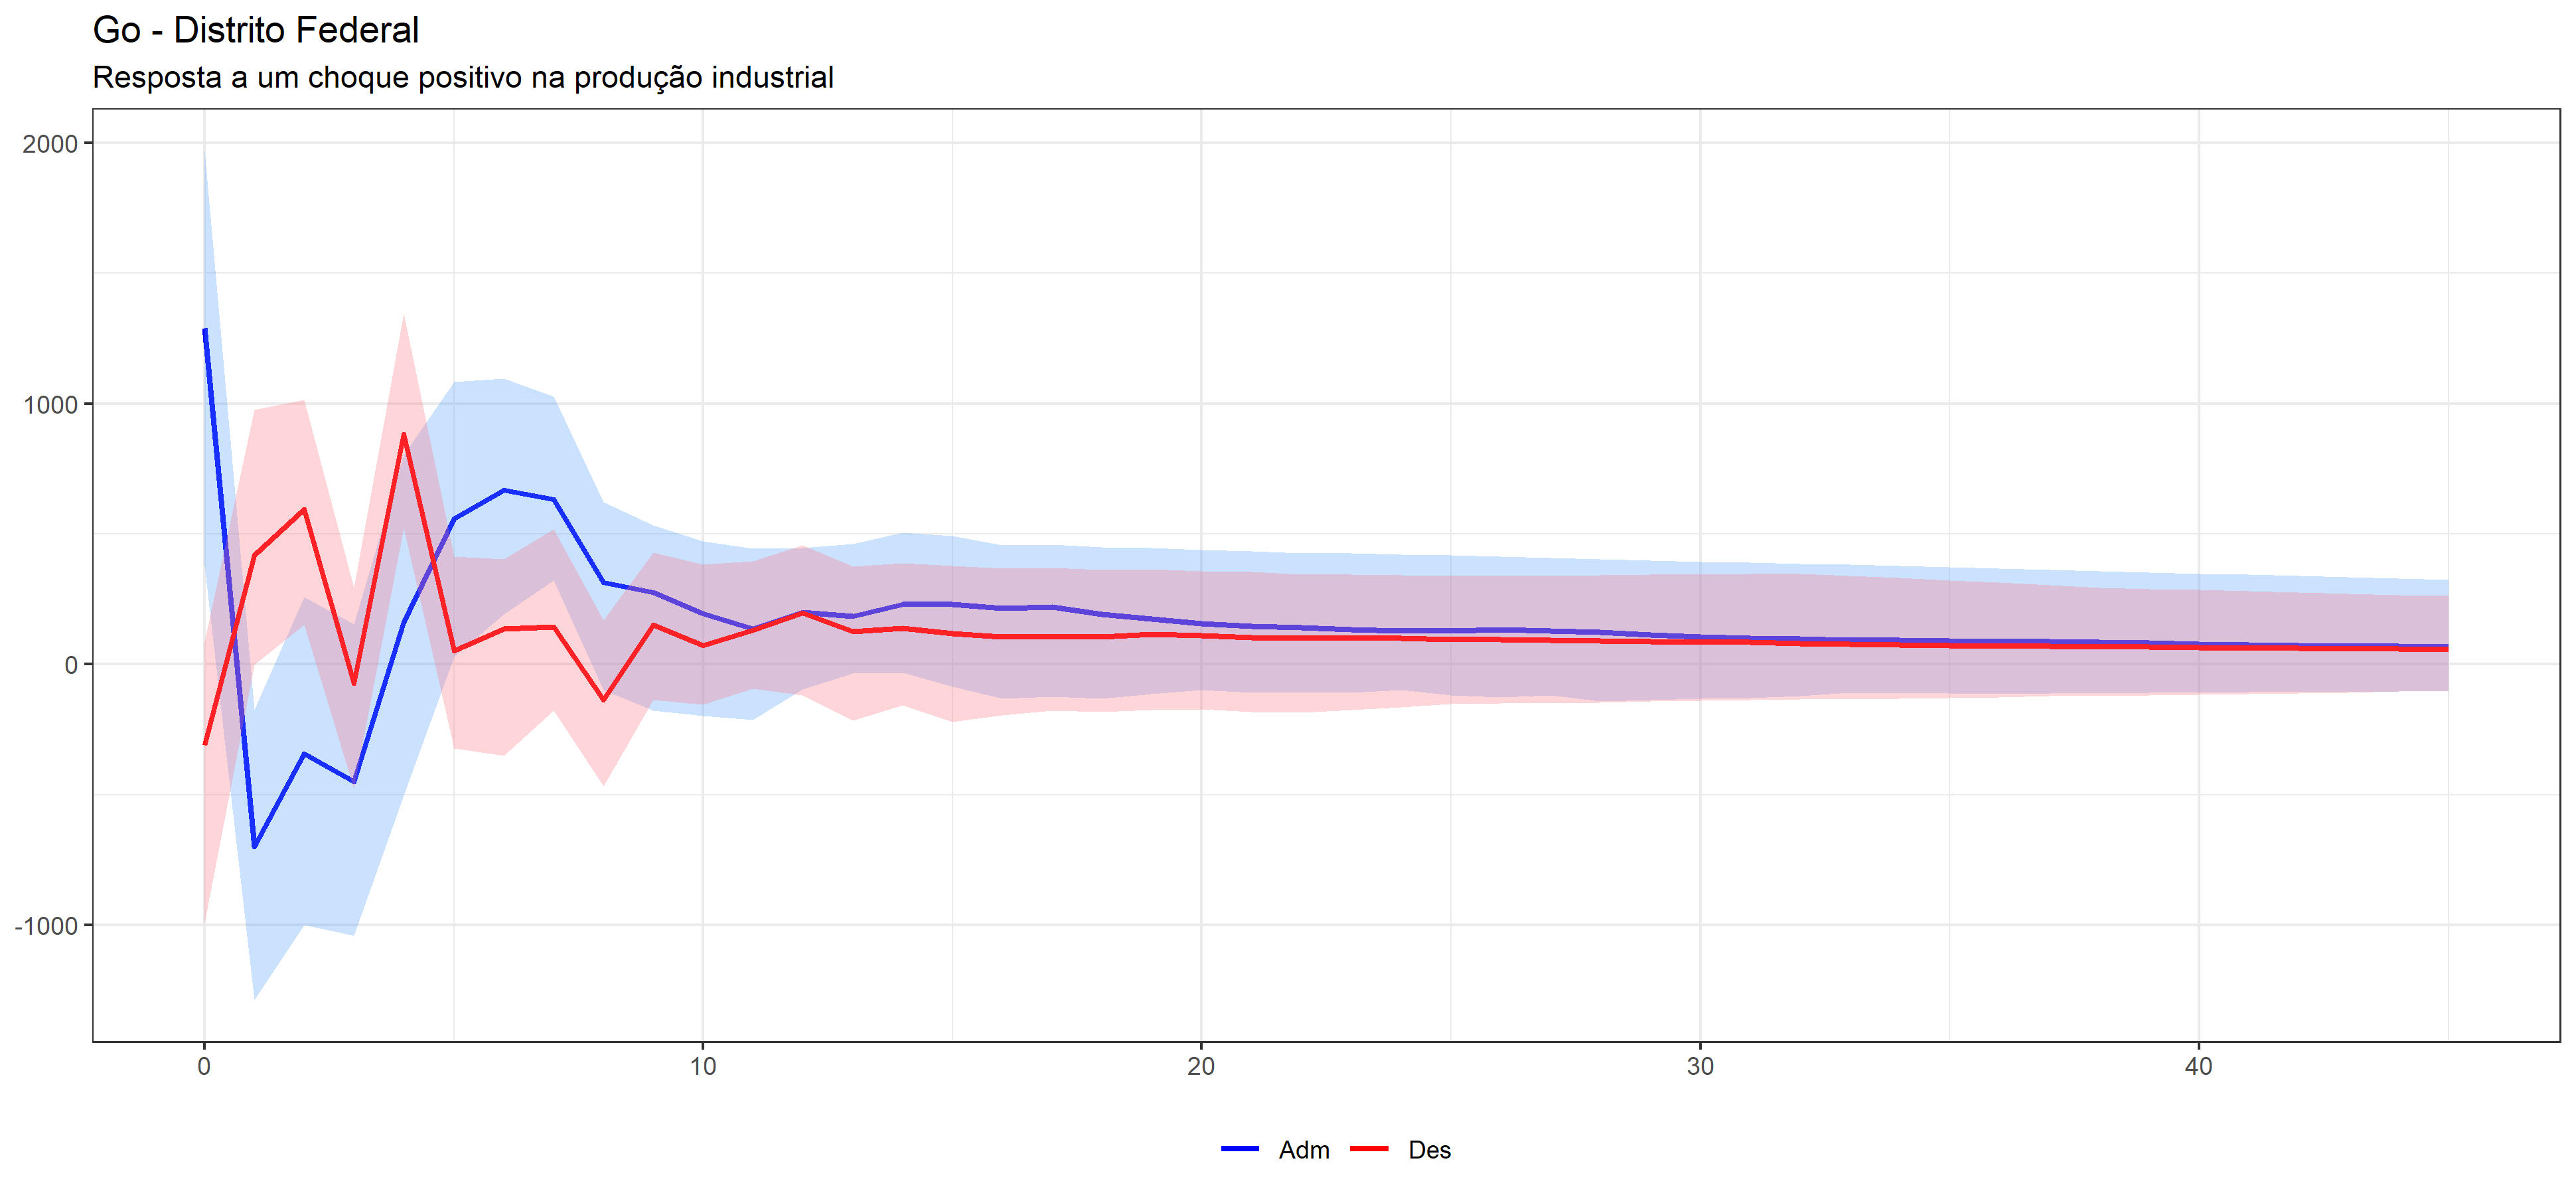 Go - Distrito Federal
Resposta a um choque positivo na produção industrial
2000
1000
0
-1000
0 10 20 30 40
Adm Des